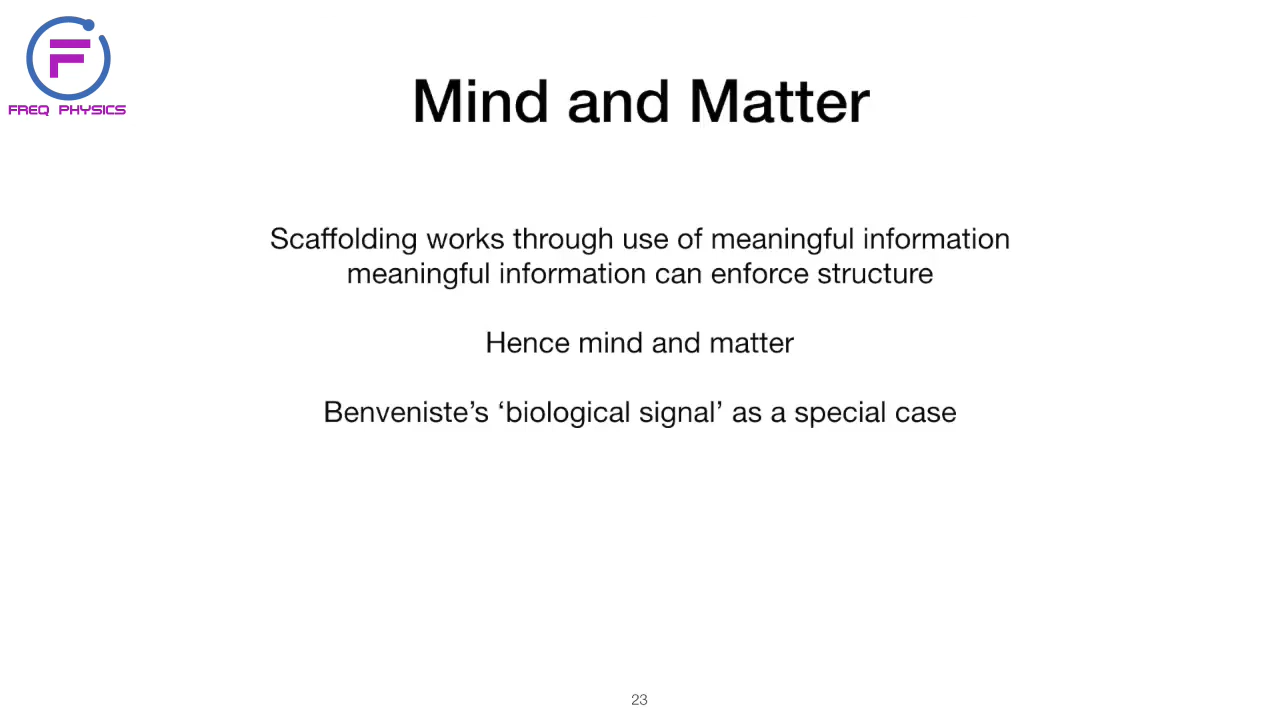 F
FREQ PHYSICS
Mind and Matter
Scaffolding works through use of meaningful information
meaningful information can enforce structure
Hence mind and matter
Benveniste’s ‘biological signal’ as a special case
23